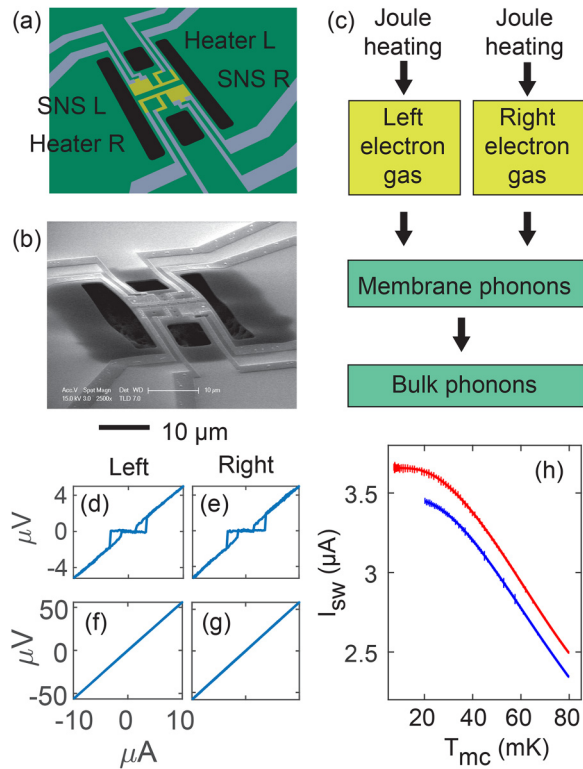 (a)
Heater L
SNS R
SNS L
Heater R
(b)
Acc.V Spot Magn Det WD
15.0 kV 3.0 2500x TLD 7.8
10 µm
10 µm
(c)
Joule
heating
Joule
heating
Left
electron
gas
Right
electron
gas
Membrane phonons
Bulk phonons
Left
Right
(d)
(e)
4
0
-4
µV
(f)
(g)
50
0
-50
µV
-10
0
10
0
10
µA
(h)
3.5
3
2.5
I_sw (µA)
0
20
40
60
80
T_mc (mK)